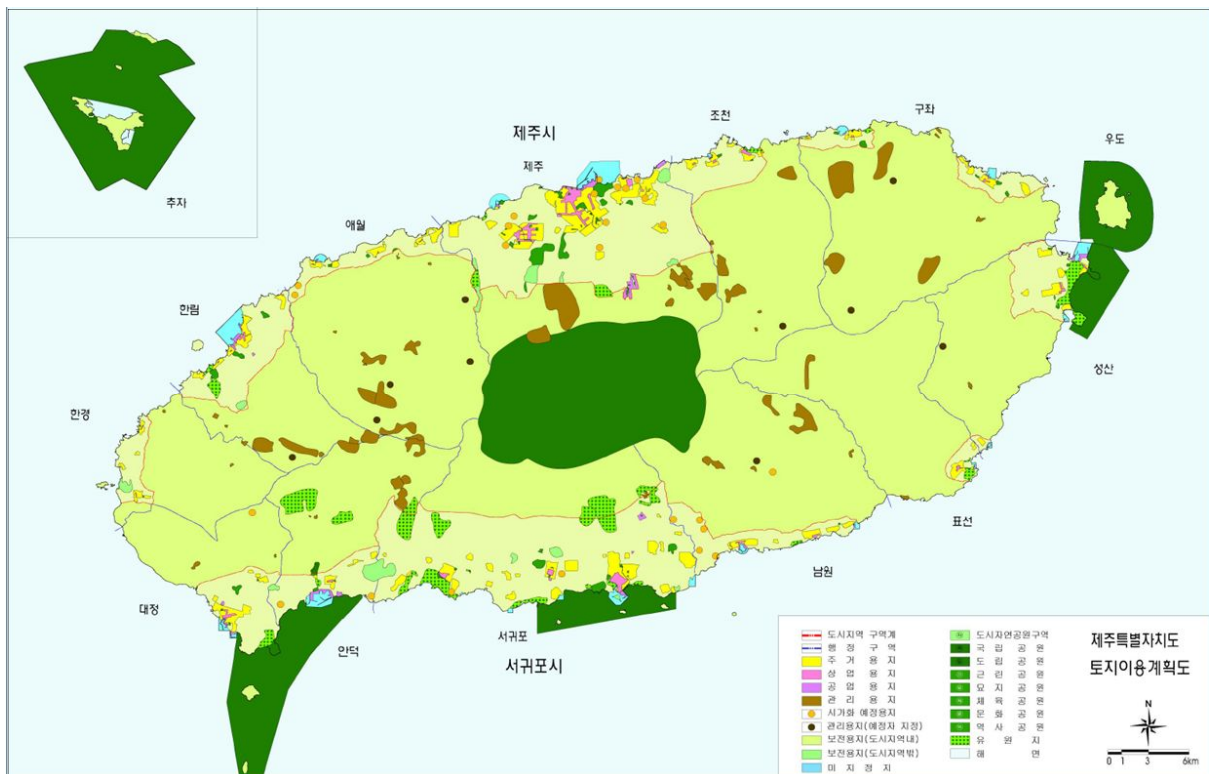 추자
제주시
제주
조천
구좌
우도
애월
한림
한경
성산
표선
남원
대정
안덕
서귀포
서귀포시
도시지역 구역계
행 정 구 역
주 거 용 지
상 업 용 지
공 업 용 지
관 리 용 지
시가화 예정용지
관리용지(예정자 지정)
보전용지(도시지역내)
보전용지(도시지역밖)
미 지 정 지
도시자연공원구역
국 립 공 원
도 립 공 원
근 린 공 원
묘 지 공 원
체 육 공 원
문 화 공 원
역 사 공 원
유 원 지
해 면
제주특별자치도
토지이용계획도
N
0 1 3 6km